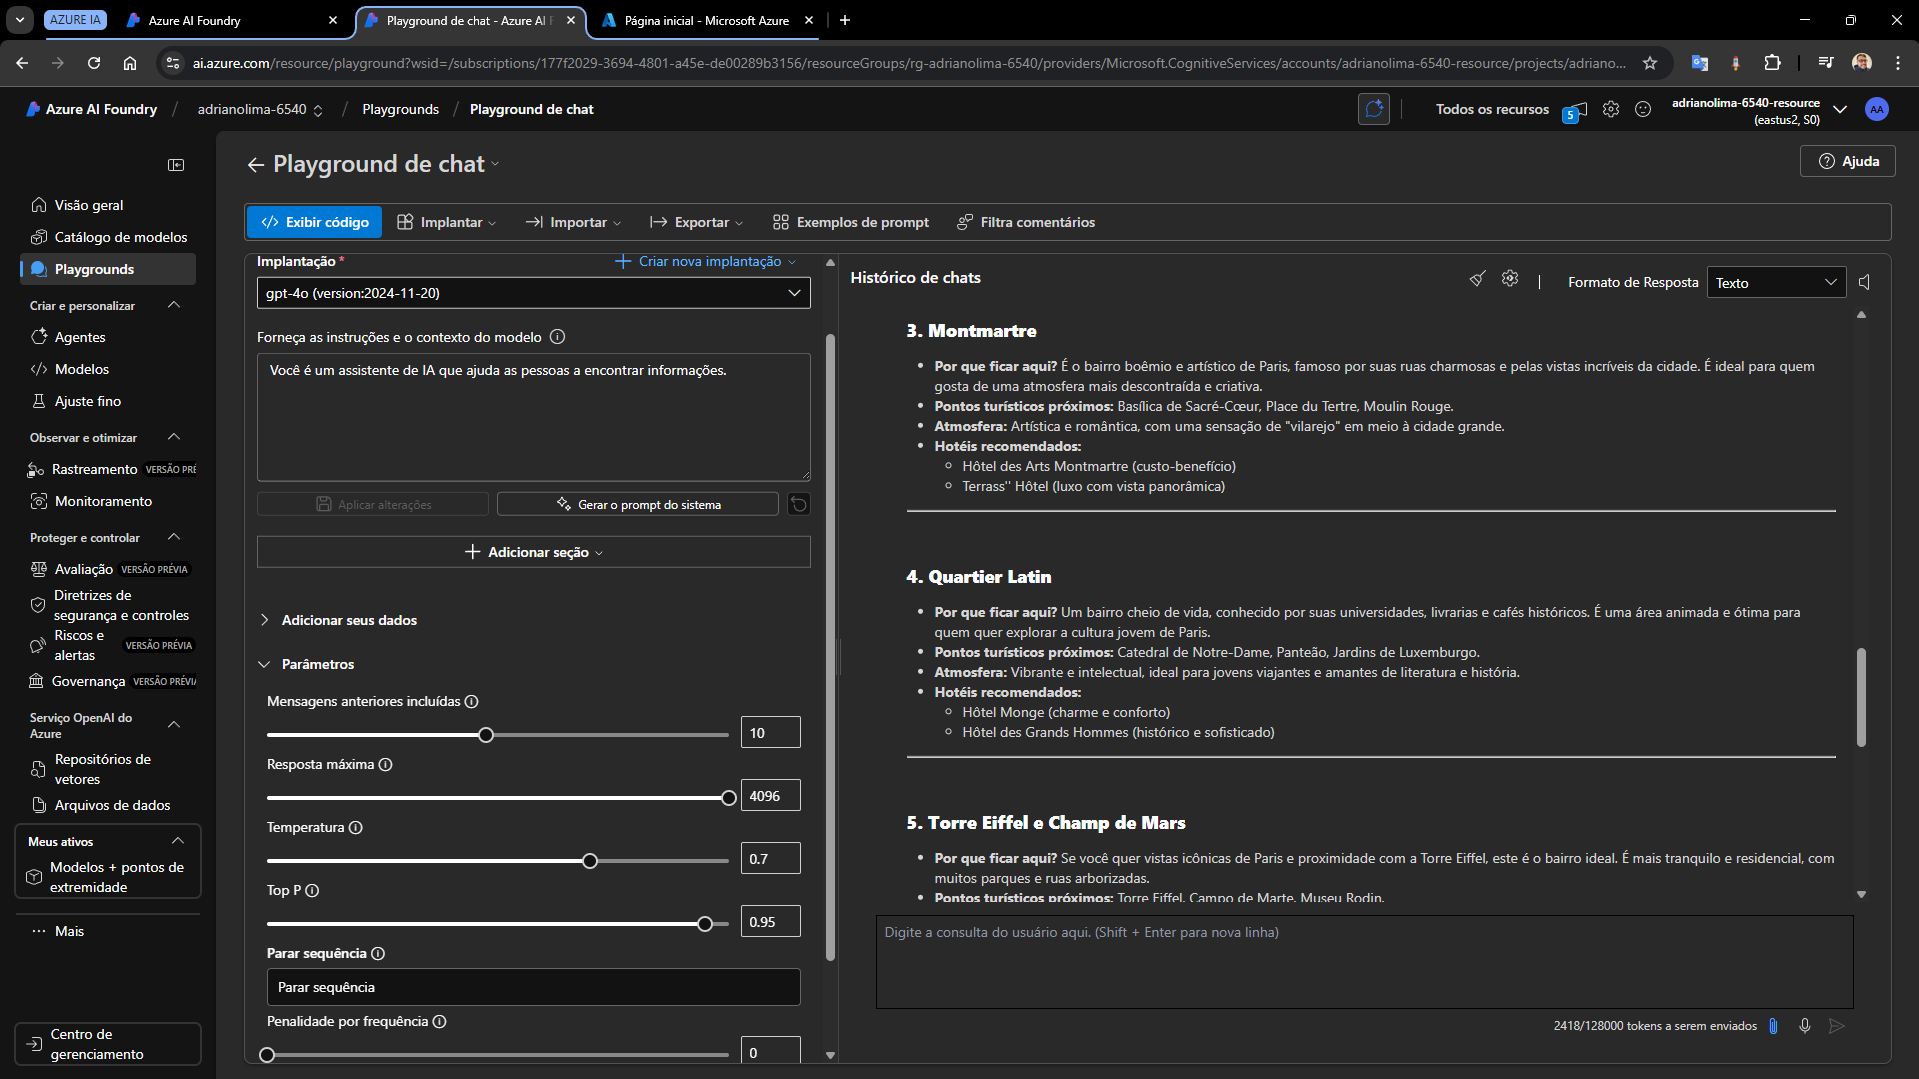 AZURE IA
Azure AI Foundry
Playground de chat - Azure AI F
Página inicial - Microsoft Azure
ai.azure.com/resource/playground?wsid=/subscriptions/177f2029-3694-4801-a45e-de00289b3156/resourceGroups/rg-adrianolima-6540/providers/Microsoft.CognitiveServices/accounts/adrianolima-6540-resource/projects/adriano...
Azure AI Foundry / adrianolima-6540 / Playgrounds / Playground de chat
Todos os recursos
5
adrianolima-6540-resource
(eastus2, S0)
AA
Visão geral
Catálogo de modelos
Playgrounds
Criar e personalizar
Agentes
Modelos
Ajuste fino
Observar e otimizar
Rastreamento VERSÃO PRÉ
Monitoramento
Proteger e controlar
Avaliação VERSÃO PRÉVIA
Diretrizes de
segurança e controles
Riscos e
alertas VERSÃO PRÉVIA
Governança VERSÃO PRÉVIA
Serviço OpenAI do
Azure
Repositórios de
vetores
Arquivos de dados
Meus ativos
Modelos + pontos de
extremidade
Mais
Centro de
gerenciamento
Playground de chat
Ajuda
Exibir código
Implantar
Importar
Exportar
Exemplos de prompt
Filtra comentários
Implantação *
Criar nova implantação
gpt-4o (version:2024-11-20)
Forneça as instruções e o contexto do modelo
Você é um assistente de IA que ajuda as pessoas a encontrar informações.
Aplicar alterações
Gerar o prompt do sistema
Adicionar seção
Adicionar seus dados
Parâmetros
Mensagens anteriores incluídas
10
Resposta máxima
4096
Temperatura
0.7
Top P
0.95
Parar sequência
Parar sequência
Penalidade por frequência
0
Histórico de chats
Formato de Resposta
Texto
3. Montmartre
Por que ficar aqui? É o bairro boêmio e artístico de Paris, famoso por suas ruas charmosas e pelas vistas incríveis da cidade. É ideal para quem
gosta de uma atmosfera mais descontraída e criativa.
Pontos turísticos próximos: Basílica de Sacré-Cœur, Place du Tertre, Moulin Rouge.
Atmosfera: Artística e romântica, com uma sensação de "vilarejo" em meio à cidade grande.
Hotéis recomendados:
Hôtel des Arts Montmartre (custo-benefício)
Terrass'' Hôtel (luxo com vista panorâmica)
4. Quartier Latin
Por que ficar aqui? Um bairro cheio de vida, conhecido por suas universidades, livrarias e cafés históricos. É uma área animada e ótima para
quem quer explorar a cultura jovem de Paris.
Pontos turísticos próximos: Catedral de Notre-Dame, Panteão, Jardins de Luxemburgo.
Atmosfera: Vibrante e intelectual, ideal para jovens viajantes e amantes de literatura e história.
Hotéis recomendados:
Hôtel Monge (charme e conforto)
Hôtel des Grands Hommes (histórico e sofisticado)
5. Torre Eiffel e Champ de Mars
Por que ficar aqui? Se você quer vistas icônicas de Paris e proximidade com a Torre Eiffel, este é o bairro ideal. É mais tranquilo e residencial, com
muitos parques e ruas arborizadas.
Pontos turísticos próximos: Torre Eiffel, Campo de Marte, Museu Rodin.
Digite a consulta do usuário aqui. (Shift + Enter para nova linha)
2418/128000 tokens a serem enviados